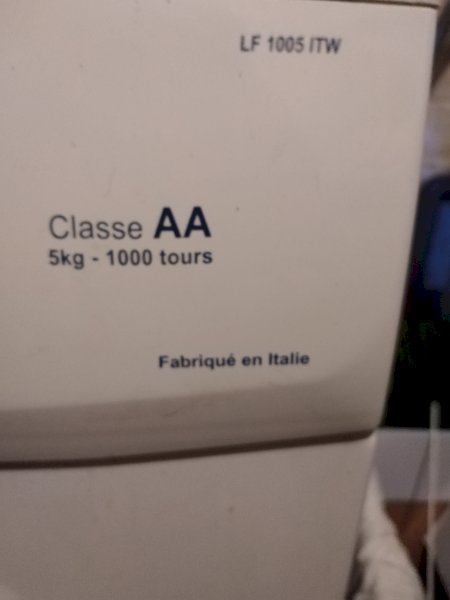 LF 1005 ITW
Classe AA
5kg - 1000 tours
Fabriqué en Italie